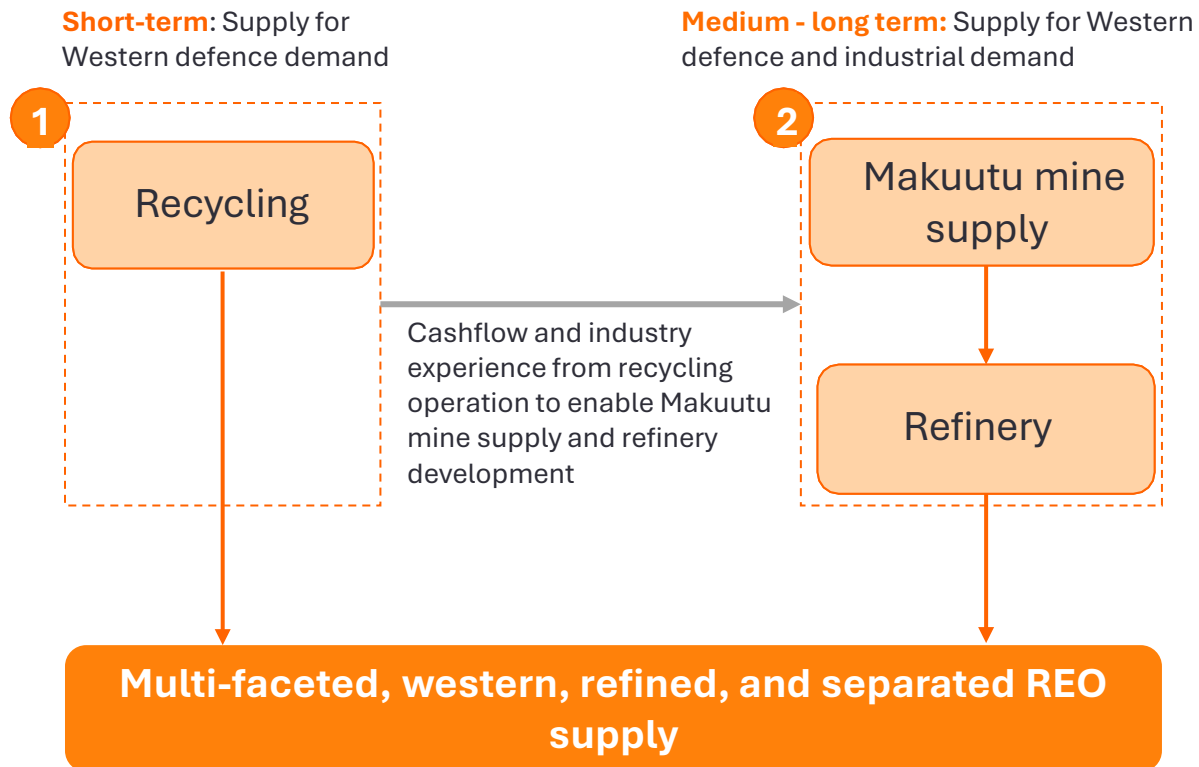 Short-term: Supply for
Western defence demand
1
Recycling
Cashflow and industry
experience from recycling
operation to enable Makuutu
mine supply and refinery
development
Medium - long term: Supply for Western
defence and industrial demand
2
Makuutu mine
supply
Refinery
Multi-faceted, western, refined, and separated REO
supply